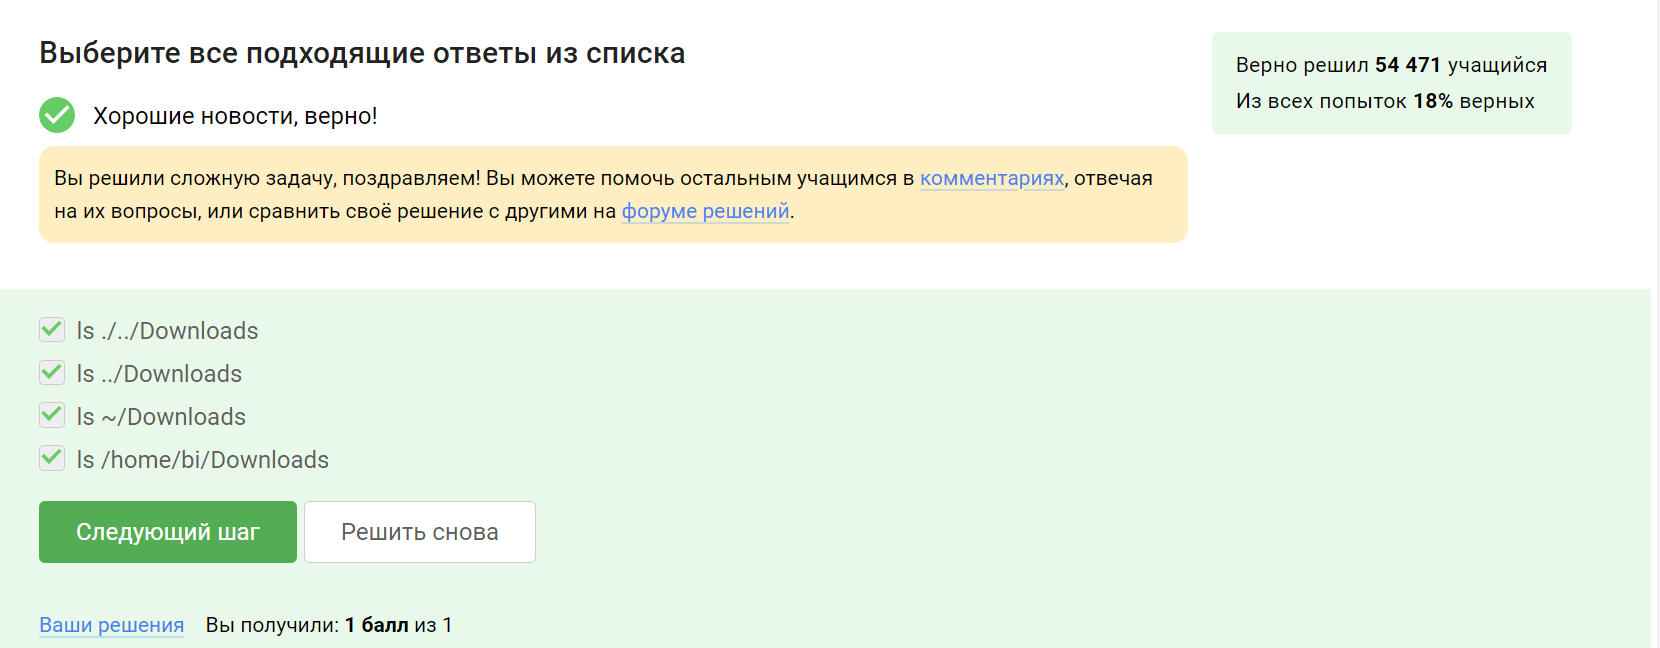 Выберите все подходящие ответы из списка
Верно решил 54 471 учащийся
Из всех попыток 18% верных
Хорошие новости, верно!
Вы решили сложную задачу, поздравляем! Вы можете помочь остальным учащимся в комментариях, отвечая
на их вопросы, или сравнить своё решение с другими на форуме решений.
ls ./../Downloads
ls ../Downloads
ls ~/Downloads
ls /home/bi/Downloads
Следующий шаг Решить снова
Ваши решения Вы получили: 1 балл из 1